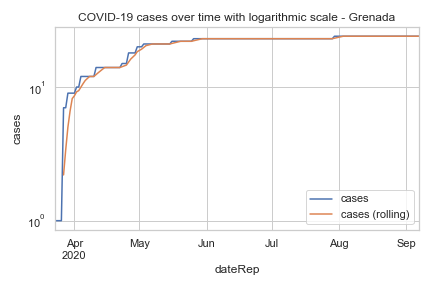 COVID-19 cases over time with logarithmic scale - Grenada
cases
10¹
10⁰
cases
cases (rolling)
Apr May Jun Jul Aug Sep
2020
dateRep